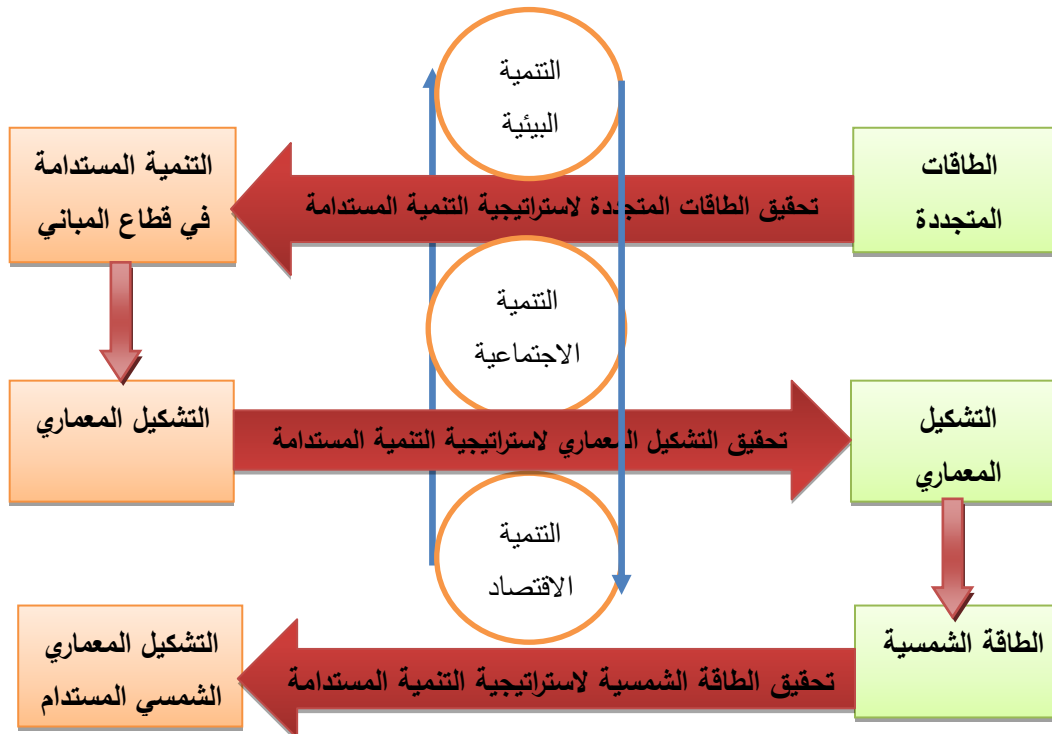 التنمية
البيئية
الطاقات
المتجددة
تحقيق الطاقات المتجددة لاستراتيجية التنمية المستدامة
التنمية المستدامة
في قطاع المباني
التنمية
الاجتماعية
التشكيل المعماري
تحقيق التشكيل المعماري لاستراتيجية التنمية المستدامة
التشكيل
المعماري
التنمية
الاقتصاد
الطاقة الشمسية
تحقيق الطاقة الشمسية لاستراتيجية التنمية المستدامة
التشكيل المعماري
الشمسي المستدام